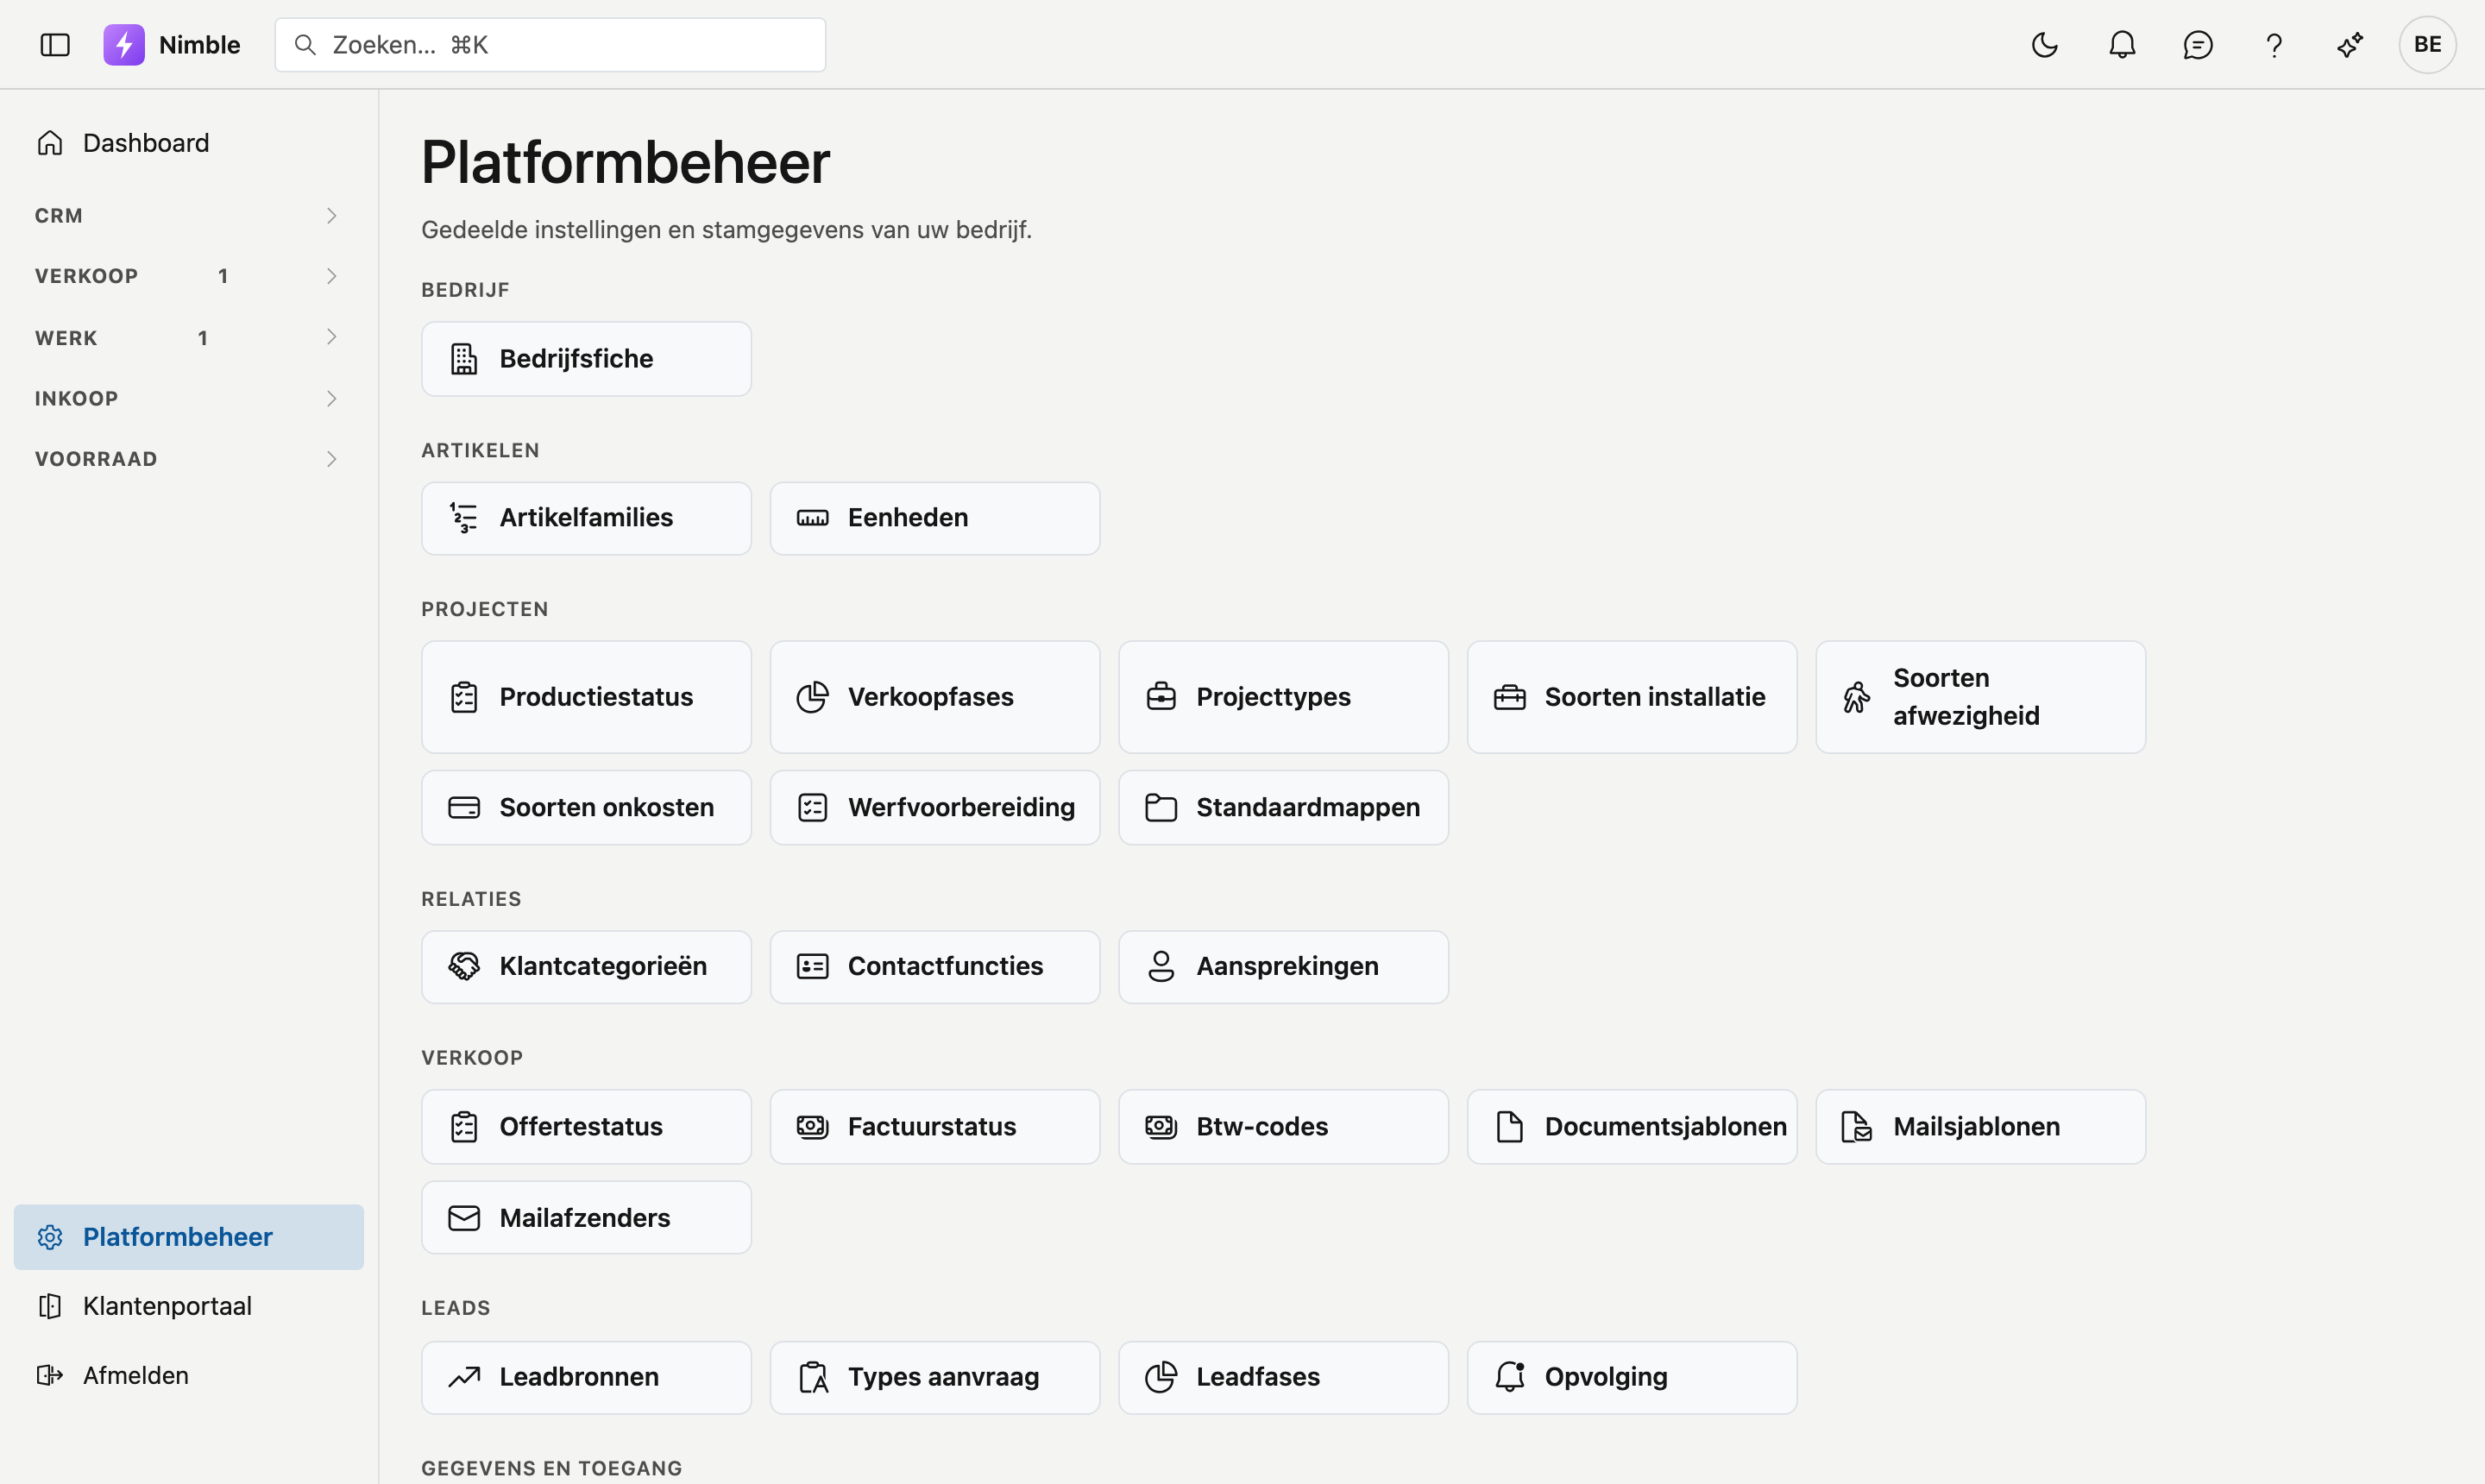 Nimble
Zoeken... ⌘K
BE
Dashboard
CRM
VERKOOP 1
WERK 1
INKOOP
VOORRAAD
Platformbeheer
Klantenportaal
Afmelden
Platformbeheer
Gedeelde instellingen en stamgegevens van uw bedrijf.
BEDRIJF
Bedrijfsfiche
ARTIKELEN
Artikelfamilies
Eenheden
PROJECTEN
Productiestatus
Verkoopfases
Projecttypes
Soorten installatie
Soorten
afwezigheid
Soorten onkosten
Werfvoorbereiding
Standaardmappen
RELATIES
Klantcategorieën
Contactfuncties
Aansprekingen
VERKOOP
Offertestatus
Factuurstatus
Btw-codes
Documentsjablonen
Mailsjablonen
Mailafzenders
LEADS
Leadbronnen
Types aanvraag
Leadfases
Opvolging
GEGEVENS EN TOEGANG